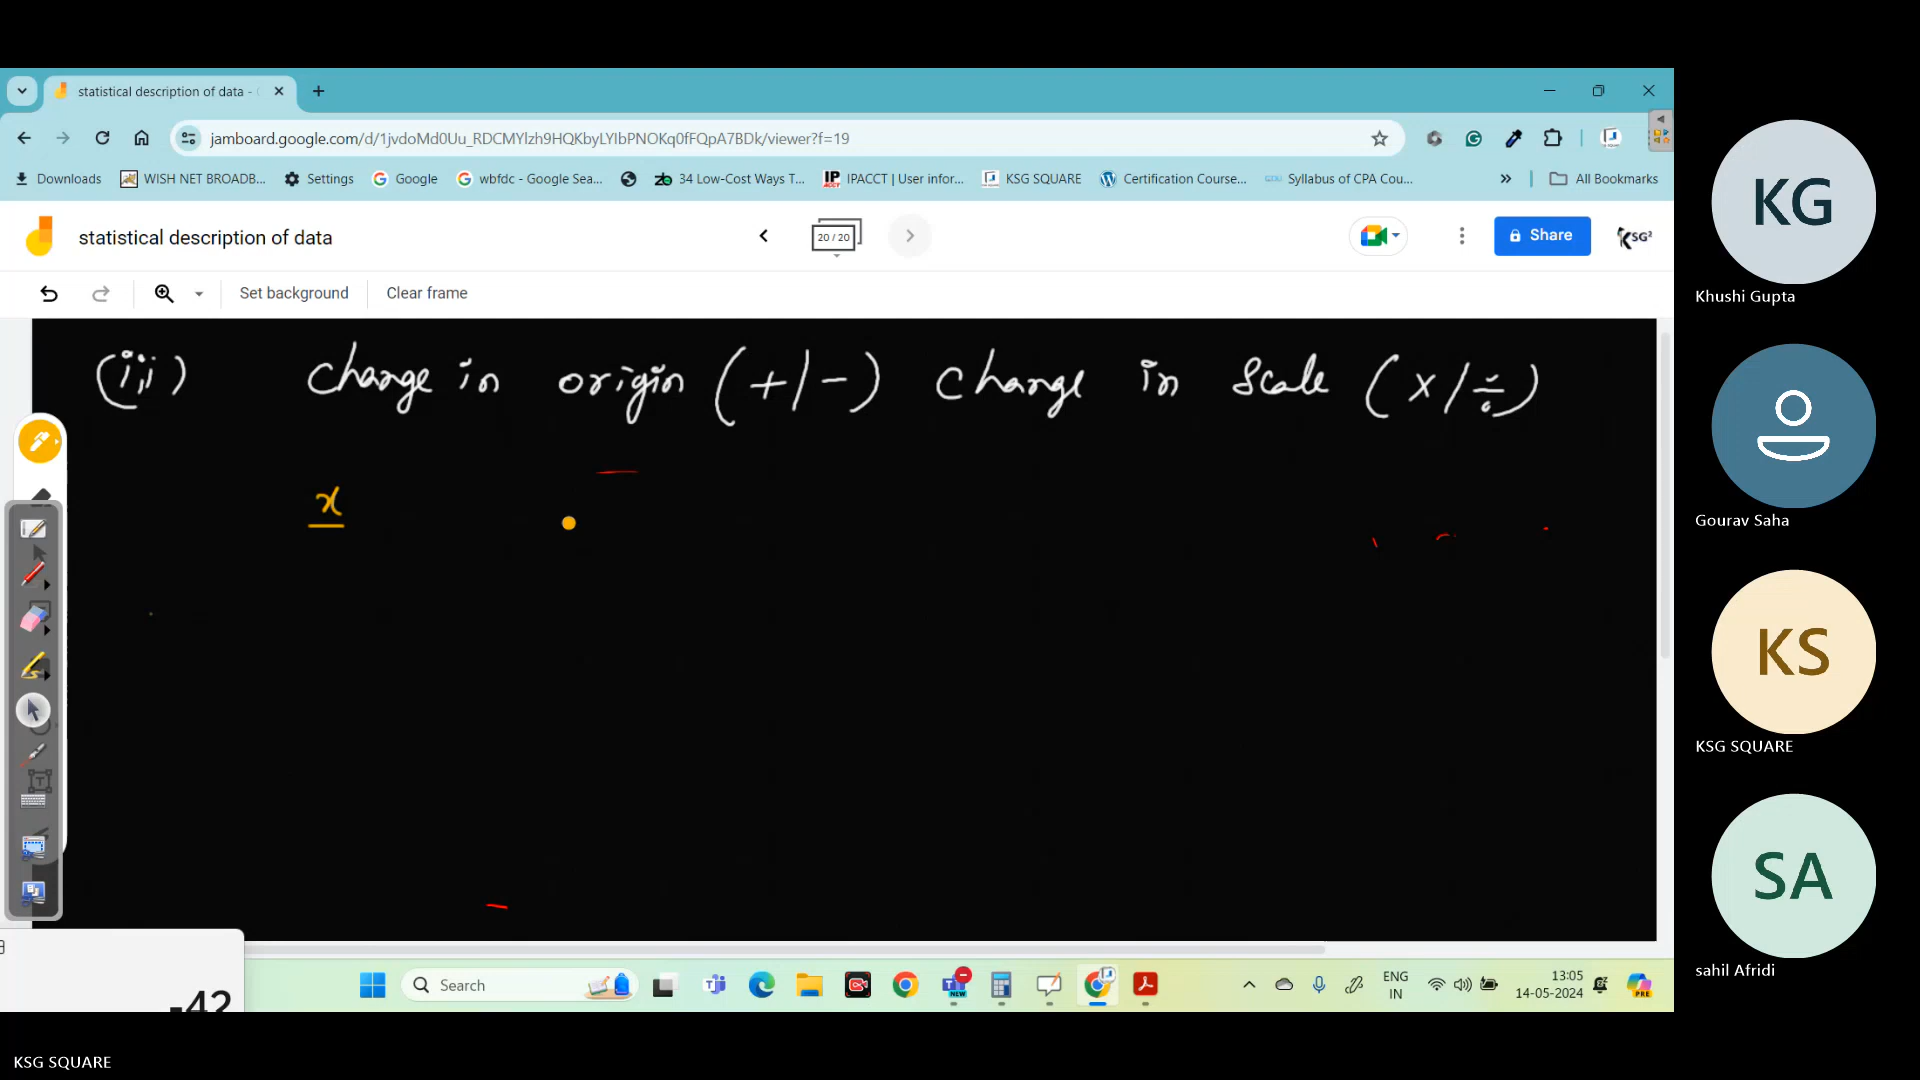 statistical description of data -
jamboard.google.com/d/1jvdoMd0Uu_RDCMYlzh9HQKbyLYlbPNOKq0fFQpA7BDk/viewer?f=19
Downloads WISH NET BROADB... Settings Google wbfdc - Google Sea... 34 Low-Cost Ways T... IPACCT | User infor... KSG SQUARE Certification Course... Syllabus of CPA Cou... » All Bookmarks
statistical description of data
20 / 20
Share
KSG²
Set background
Clear frame
(iii) Change in origin (+/-) Change in Scale (×/÷)
x
-42
Search
ENG
IN
13:05
14-05-2024
KG
Khushi Gupta
Gourav Saha
KS
KSG SQUARE
SA
sahil Afridi
KSG SQUARE